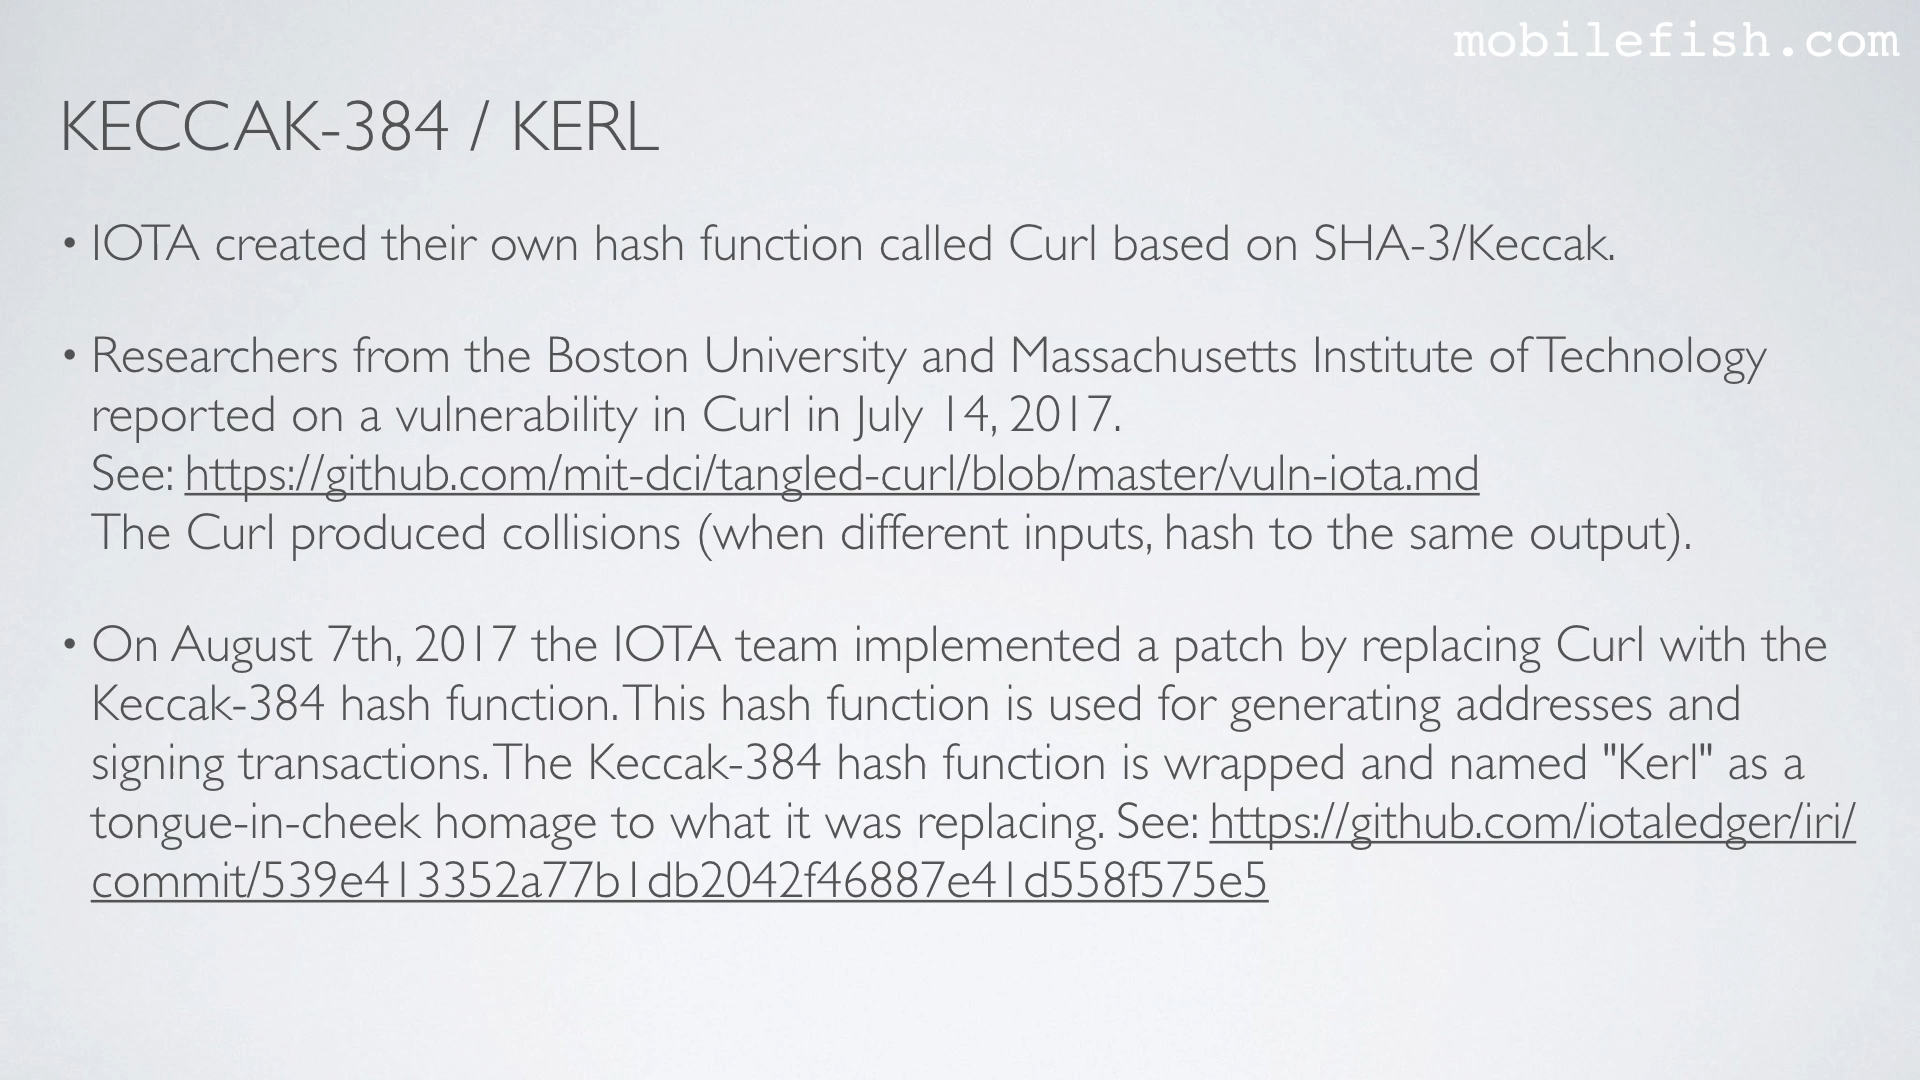 mobilefish.com
KECCAK-384 / KERL
• IOTA created their own hash function called Curl based on SHA-3/Keccak.
• Researchers from the Boston University and Massachusetts Institute of Technology
reported on a vulnerability in Curl in July 14, 2017.
See: https://github.com/mit-dci/tangled-curl/blob/master/vuln-iota.md
The Curl produced collisions (when different inputs, hash to the same output).
• On August 7th, 2017 the IOTA team implemented a patch by replacing Curl with the
Keccak-384 hash function. This hash function is used for generating addresses and
signing transactions. The Keccak-384 hash function is wrapped and named "Kerl" as a
tongue-in-cheek homage to what it was replacing. See: https://github.com/iotaledger/iri/
commit/539e413352a77b1db2042f46887e41d558f575e5